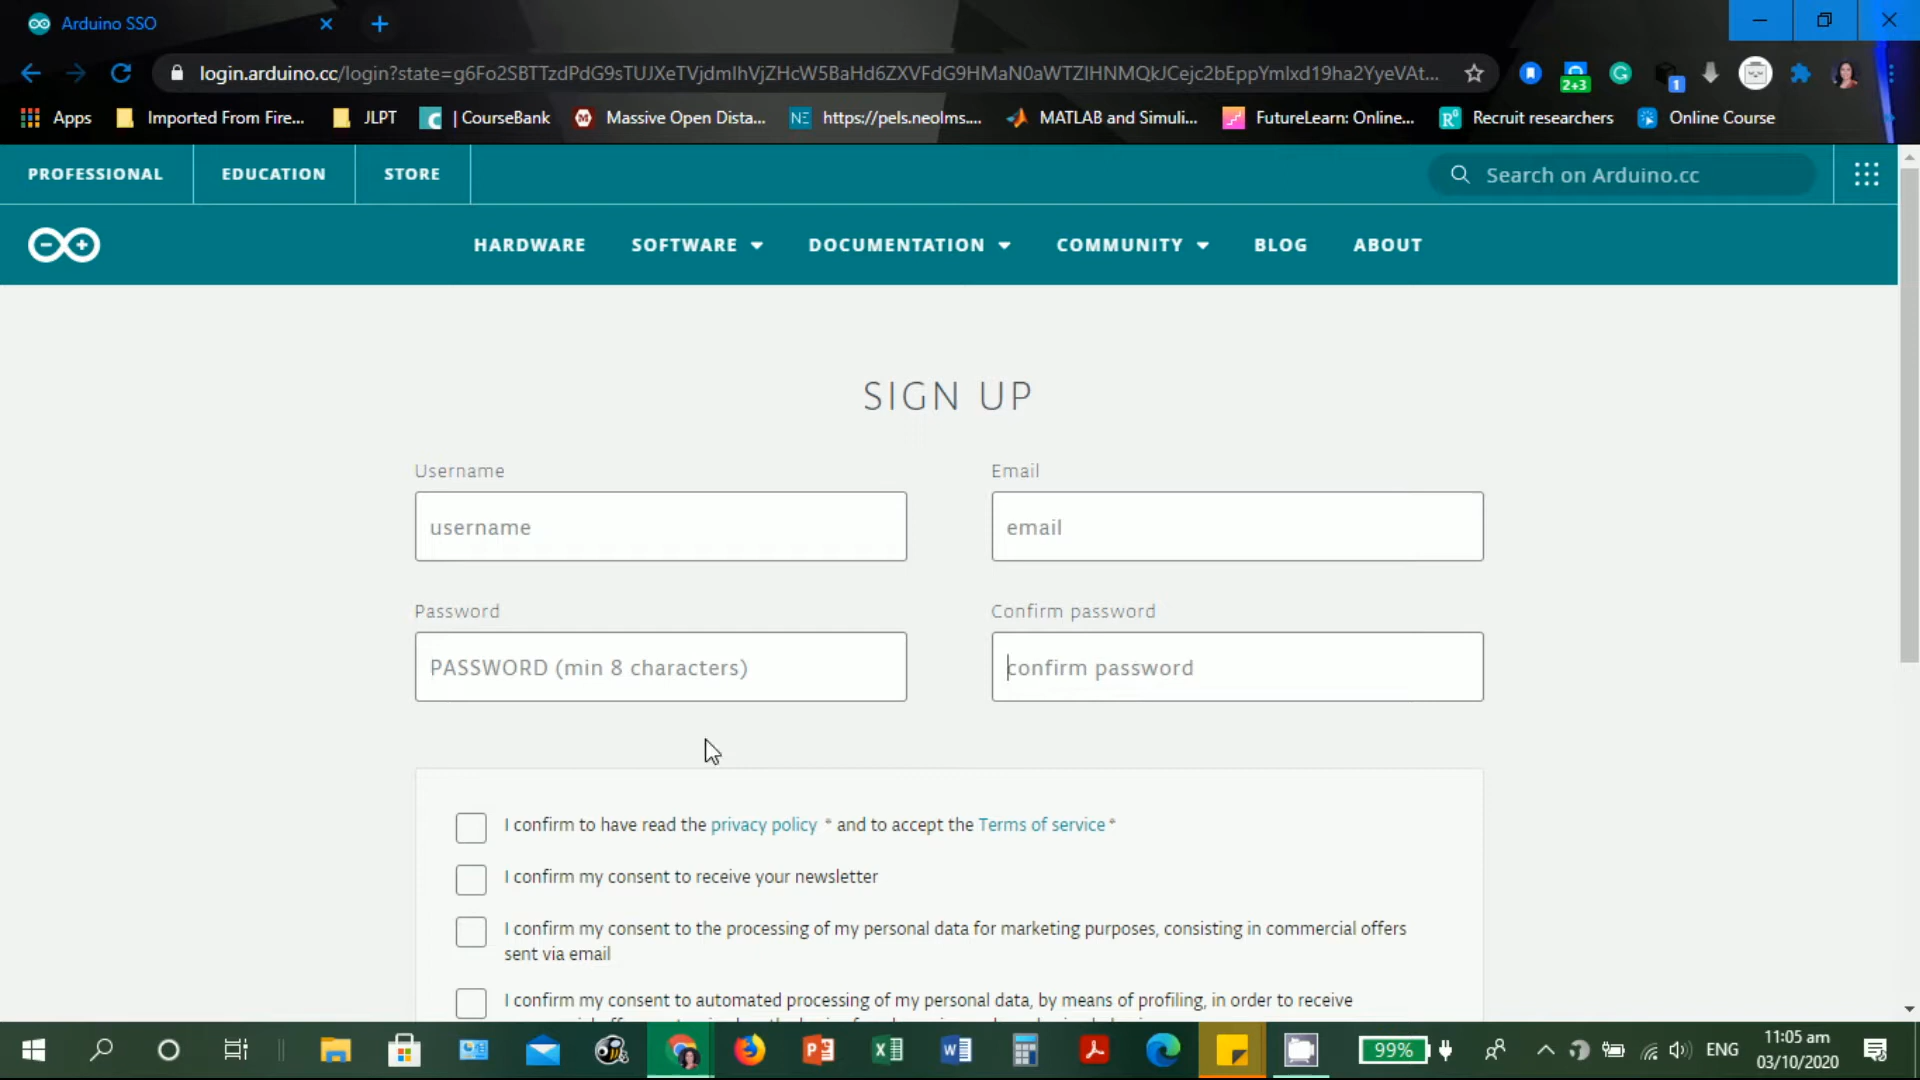 Arduino SSO
login.arduino.cc/login?state=g6Fo2SBTTzdPdG9sTUJXeTVjdmlhVjZHcW5BaHd6ZXVFdG9HMaN0aWTZIHNMQkJCejc2bEppYmlxd19ha2YyeVAt...
2+3
1
Apps
Imported From Fire...
JLPT
| CourseBank
Massive Open Dista...
NE
https://pels.neolms....
MATLAB and Simuli...
FutureLearn: Online...
Recruit researchers
Online Course
PROFESSIONAL
EDUCATION
STORE
Search on Arduino.cc
HARDWARE
SOFTWARE
DOCUMENTATION
COMMUNITY
BLOG
ABOUT
SIGN UP
Username
Email
username
email
Password
Confirm password
PASSWORD (min 8 characters)
confirm password
I confirm to have read the privacy policy * and to accept the Terms of service *
I confirm my consent to receive your newsletter
I confirm my consent to the processing of my personal data for marketing purposes, consisting in commercial offers
sent via email
I confirm my consent to automated processing of my personal data, by means of profiling, in order to receive
99%
ENG
11:05 am
03/10/2020